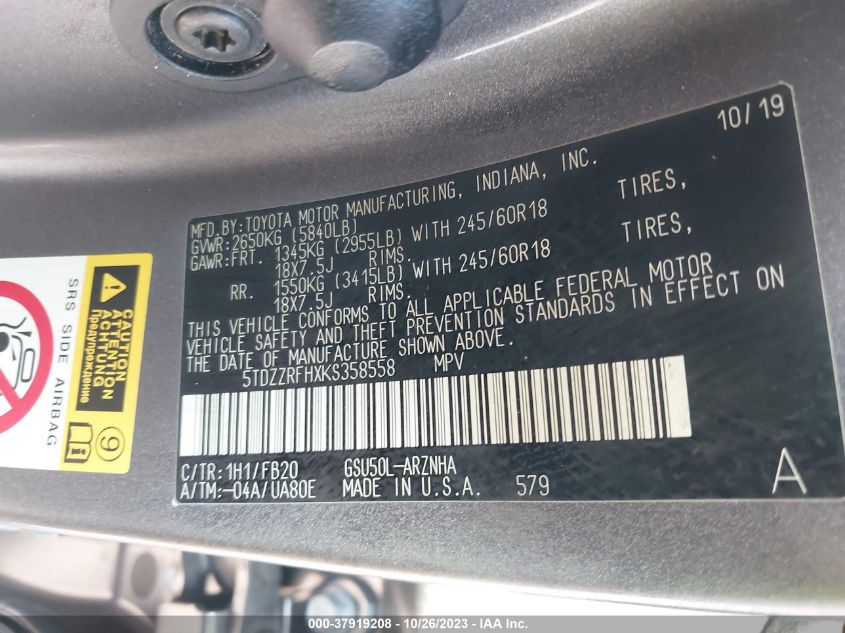 10/19
MFD. BY: TOYOTA MOTOR MANUFACTURING, INDIANA, INC.
GVWR: 2650KG (5840LB)
GAWR: FRT. 1345KG (2955LB) WITH 245/60R18 TIRES,
18X7.5J RIMS.
RR. 1550KG (3415LB) WITH 245/60R18 TIRES,
18X7.5J RIMS.
THIS VEHICLE CONFORMS TO ALL APPLICABLE FEDERAL MOTOR
VEHICLE SAFETY AND THEFT PREVENTION STANDARDS IN EFFECT ON
THE DATE OF MANUFACTURE SHOWN ABOVE.
5TDZZRFHXKS358558 MPV
C/TR: 1H1/FB20 GSU50L-ARZNHA
A/TM: -04A/UA80E MADE IN U.S.A. 579
A
SRS SIDE AIRBAG
CAUTION
ATTENTION
ACHTUNG
Предупреждение
9
i
000-37919208 - 10/26/2023 - IAA Inc.